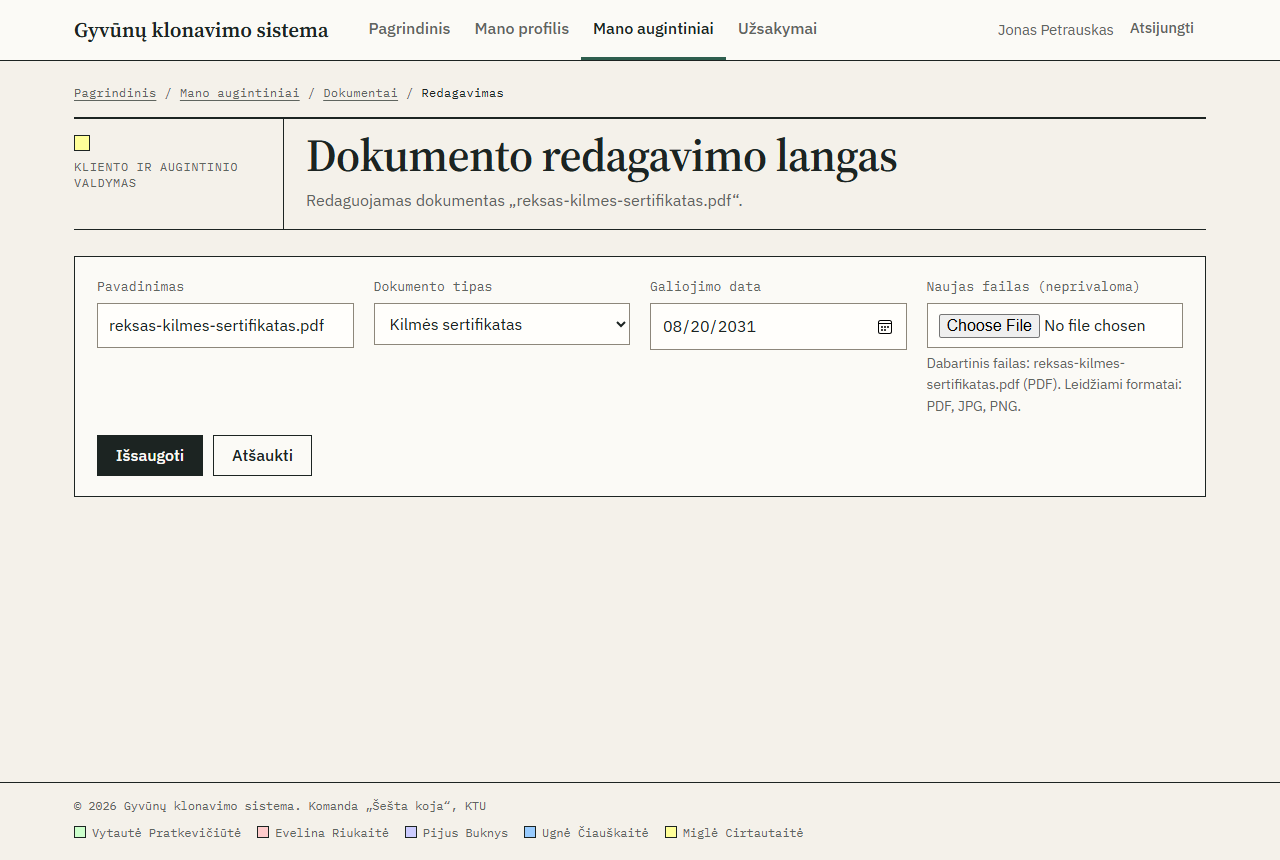 Gyvūnų klonavimo sistema
Pagrindinis
Mano profilis
Mano augintiniai
Užsakymai
Jonas Petrauskas
Atsijungti
Pagrindinis / Mano augintiniai / Dokumentai / Redagavimas
KLIENTO IR AUGINTINIO
VALDYMAS
Dokumento redagavimo langas
Redaguojamas dokumentas „reksas-kilmes-sertifikatas.pdf“.
Pavadinimas
reksas-kilmes-sertifikatas.pdf
Dokumento tipas
Kilmės sertifikatas
Galiojimo data
08/20/2031
Naujas failas (neprivaloma)
Choose File No file chosen
Dabartinis failas: reksas-kilmes-
sertifikatas.pdf (PDF). Leidžiami formatai:
PDF, JPG, PNG.
Išsaugoti
Atšaukti
© 2026 Gyvūnų klonavimo sistema. Komanda „Šešta koja“, KTU
Vytautė Pratkevičiūtė
Evelina Riukaitė
Pijus Buknys
Ugnė Čiauškaitė
Miglė Cirtautaitė